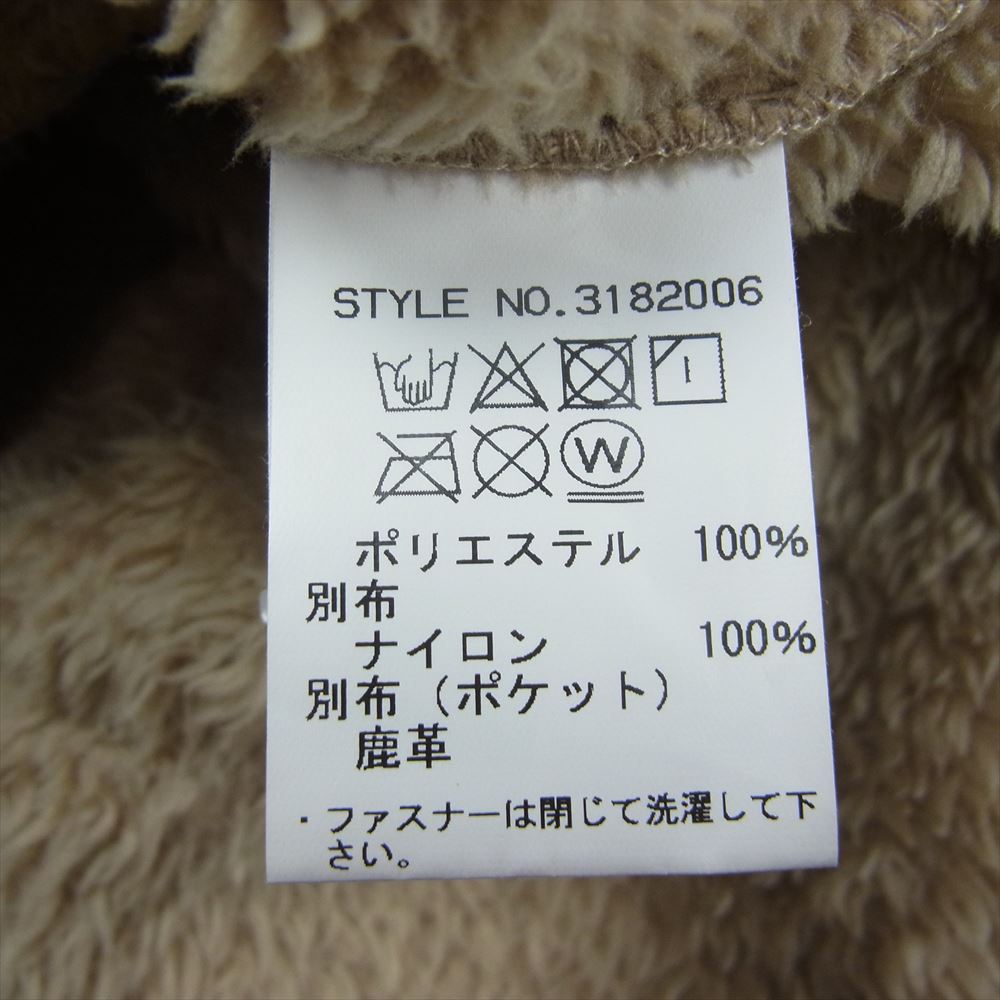 STYLE NO.3182006
W
ポリエステル 100%
別布
ナイロン 100%
別布(ポケット)
鹿革
・ファスナーは閉じて洗濯して下
さい。